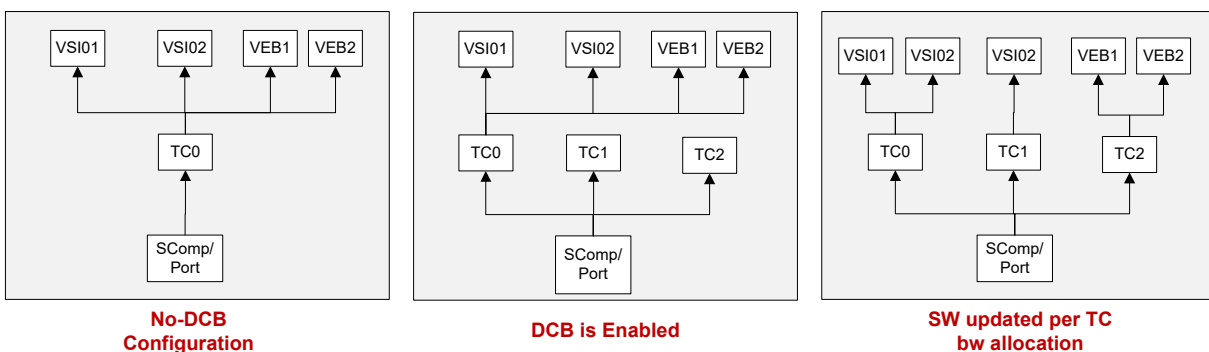 VSI01 VSI02 VEB1 VEB2
TC0
SComp/
Port
No-DCB
Configuration
VSI01 VSI02 VEB1 VEB2
TC0 TC1 TC2
SComp/
Port
DCB is Enabled
VSI01 VSI02 VSI02 VEB1 VEB2
TC0 TC1 TC2
SComp/
Port
SW updated per TC
bw allocation